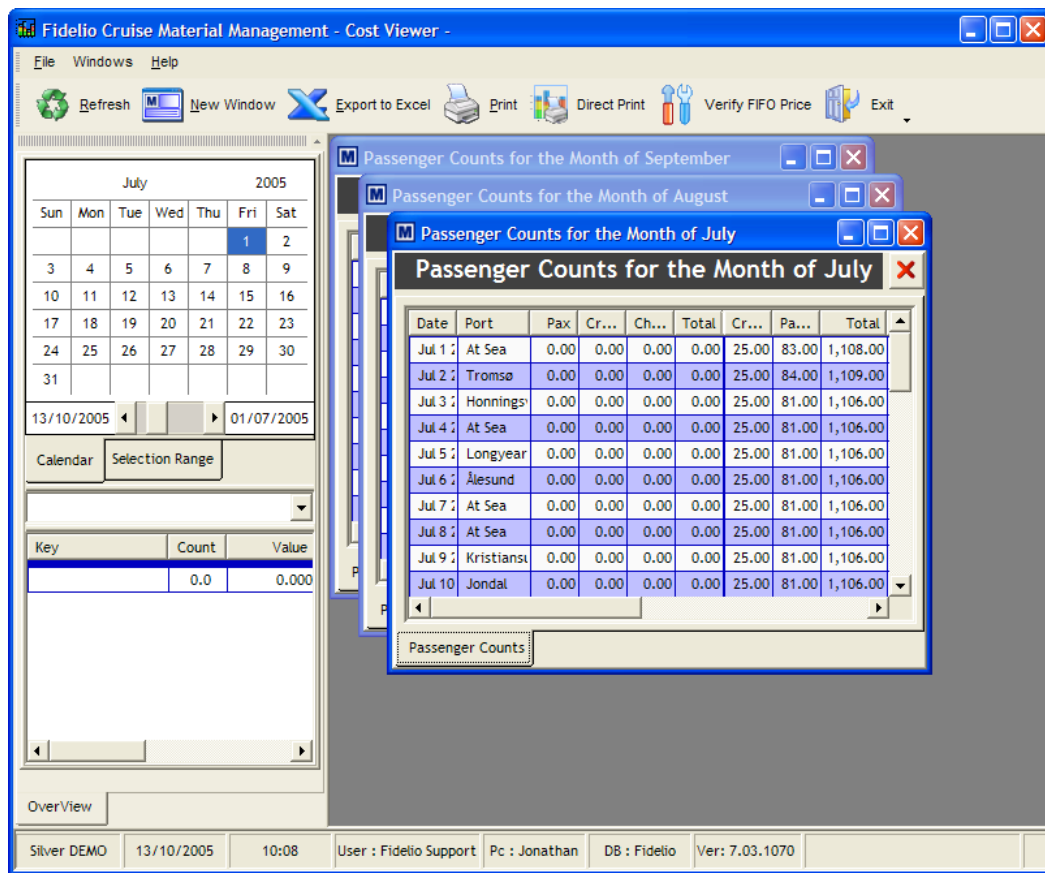 Fidelio Cruise Material Management - Cost Viewer -
File Windows Help
Refresh M New Window Export to Excel Print Direct Print Verify FIFO Price Exit
July 2005
Sun Mon Tue Wed Thu Fri Sat
1 2
3 4 5 6 7 8 9
10 11 12 13 14 15 16
17 18 19 20 21 22 23
24 25 26 27 28 29 30
31
13/10/2005 01/07/2005
Calendar Selection Range
Key Count Value
0.0 0.000
OverView
M Passenger Counts for the Month of September
P
M Passenger Counts for the Month of August
P
M Passenger Counts for the Month of July
Passenger Counts for the Month of July
Date Port Pax Cr... Ch... Total Cr... Pa... Total
Jul 1 2 At Sea 0.00 0.00 0.00 0.00 25.00 83.00 1,108.00
Jul 2 2 Tromsø 0.00 0.00 0.00 0.00 25.00 84.00 1,109.00
Jul 3 2 Honnings 0.00 0.00 0.00 0.00 25.00 81.00 1,106.00
Jul 4 2 At Sea 0.00 0.00 0.00 0.00 25.00 81.00 1,106.00
Jul 5 2 Longyear 0.00 0.00 0.00 0.00 25.00 81.00 1,106.00
Jul 6 2 Ålesund 0.00 0.00 0.00 0.00 25.00 81.00 1,106.00
Jul 7 2 At Sea 0.00 0.00 0.00 0.00 25.00 81.00 1,106.00
Jul 8 2 At Sea 0.00 0.00 0.00 0.00 25.00 81.00 1,106.00
Jul 9 2 Kristiansu 0.00 0.00 0.00 0.00 25.00 81.00 1,106.00
Jul 10 Jondal 0.00 0.00 0.00 0.00 25.00 81.00 1,106.00
Passenger Counts
Silver DEMO 13/10/2005 10:08 User : Fidelio Support Pc : Jonathan DB : Fidelio Ver: 7.03.1070